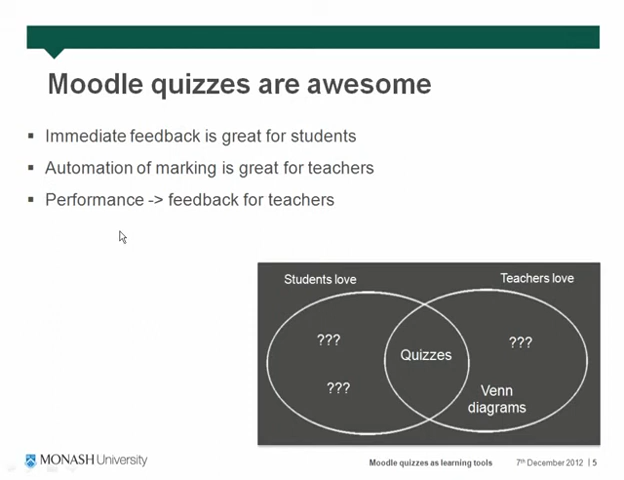 Moodle quizzes are awesome
▪ Immediate feedback is great for students
▪ Automation of marking is great for teachers
▪ Performance -> feedback for teachers
Students love
Teachers love
???
???
Quizzes
???
Venn
diagrams
MONASH University
Moodle quizzes as learning tools
7th December 2012 | 5